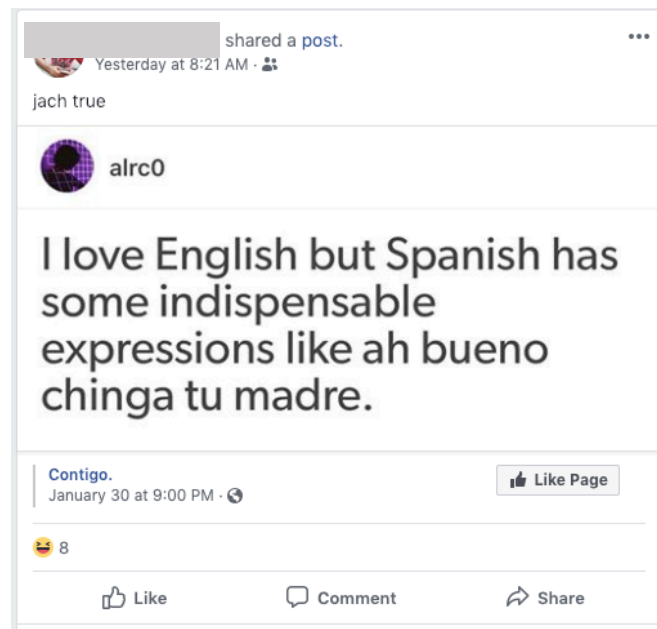 shared a post.
Yesterday at 8:21 AM ·
jach true
alrc0
I love English but Spanish has
some indispensable
expressions like ah bueno
chinga tu madre.
Contigo.
Like Page
January 30 at 9:00 PM ·
8
Like Comment Share